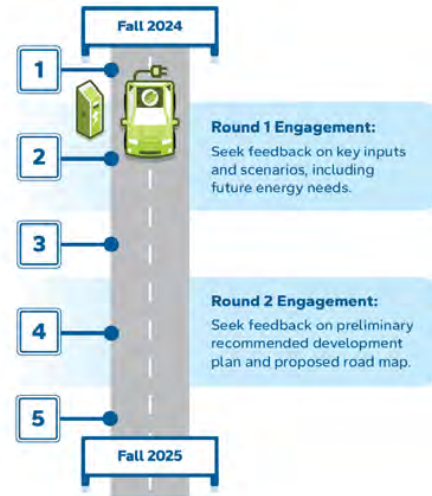 Fall 2024
1
2
Round 1 Engagement:
Seek feedback on key inputs
and scenarios, including
future energy needs.
3
4
Round 2 Engagement:
Seek feedback on preliminary
recommended development
plan and proposed road map.
5
Fall 2025